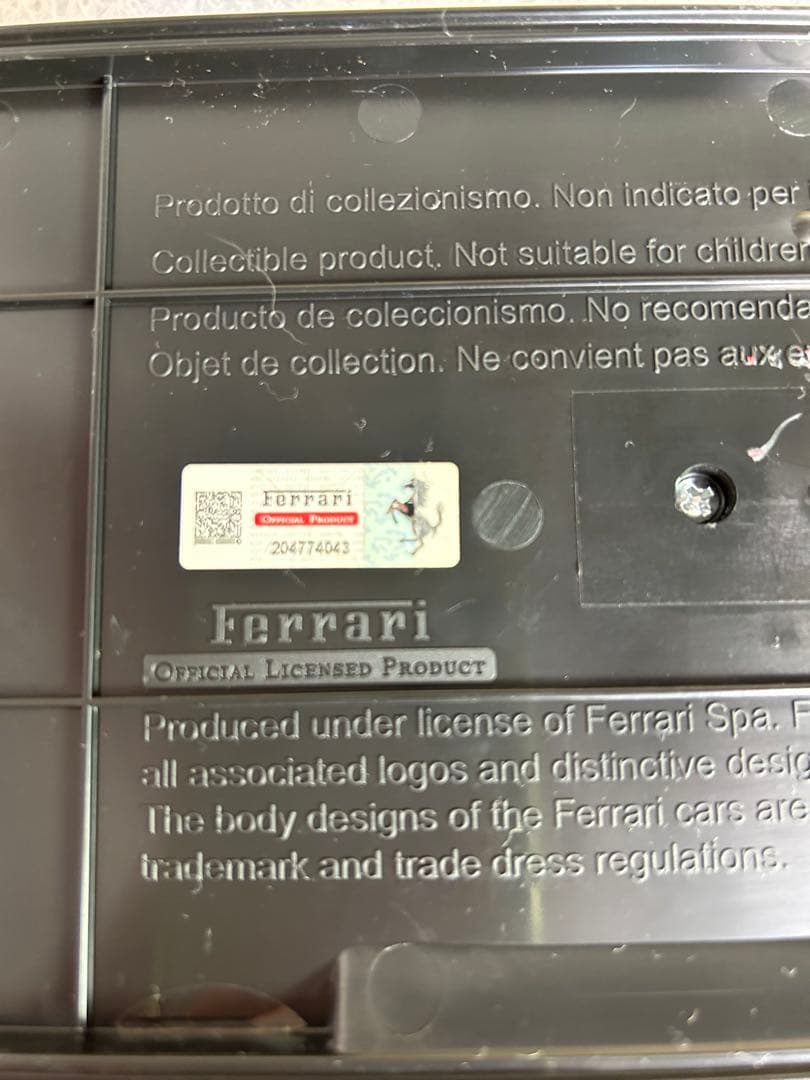 Prodotto di collezionismo. Non indicato per
Collectible product. Not suitable for children
Producto de coleccionismo. No recomenda
Objet de collection. Ne convient pas aux e
Ferrari
OFFICIAL PRODUCT
204774043
Ferrari
OFFICIAL LICENSED PRODUCT
Produced under license of Ferrari Spa. F
all associated logos and distinctive desig
The body designs of the Ferrari cars are
trademark and trade dress regulations.